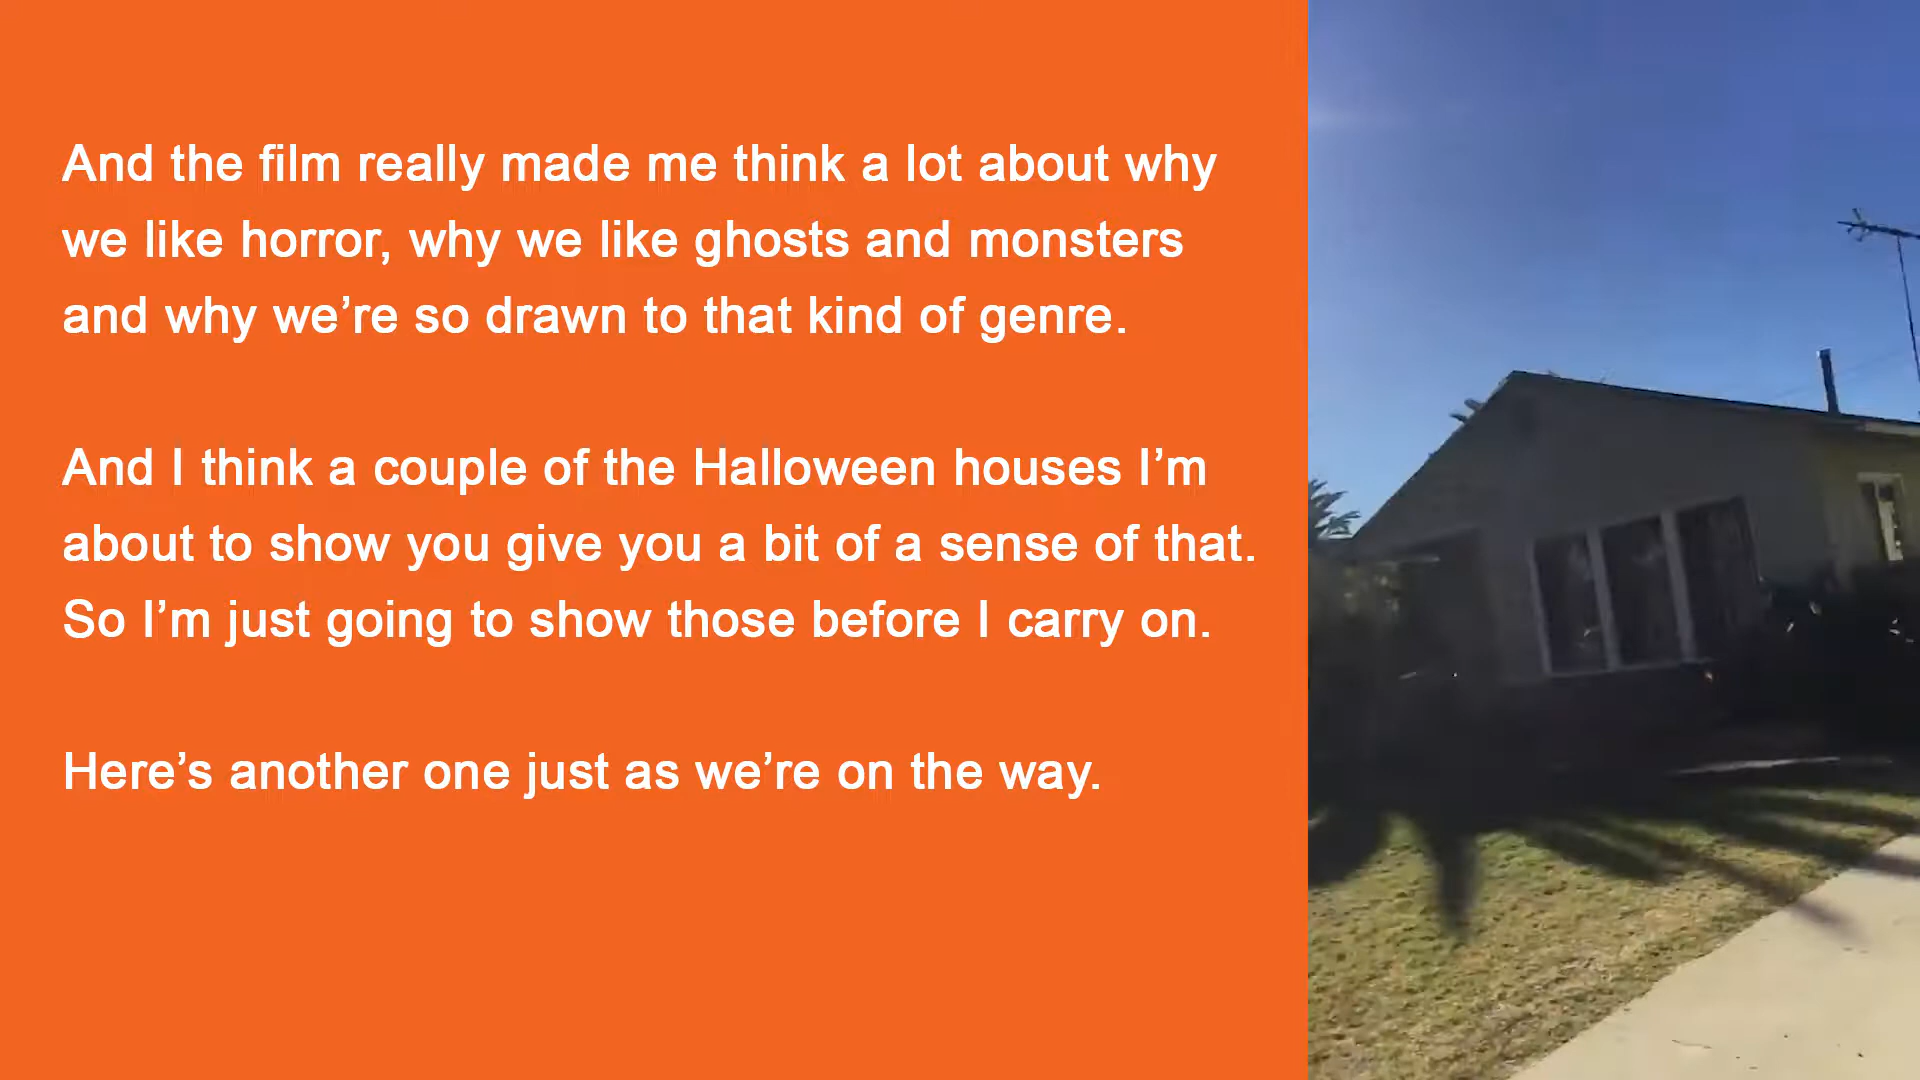 And the film really made me think a lot about why
we like horror, why we like ghosts and monsters
and why we’re so drawn to that kind of genre.
And I think a couple of the Halloween houses I’m
about to show you give you a bit of a sense of that.
So I’m just going to show those before I carry on.
Here’s another one just as we’re on the way.